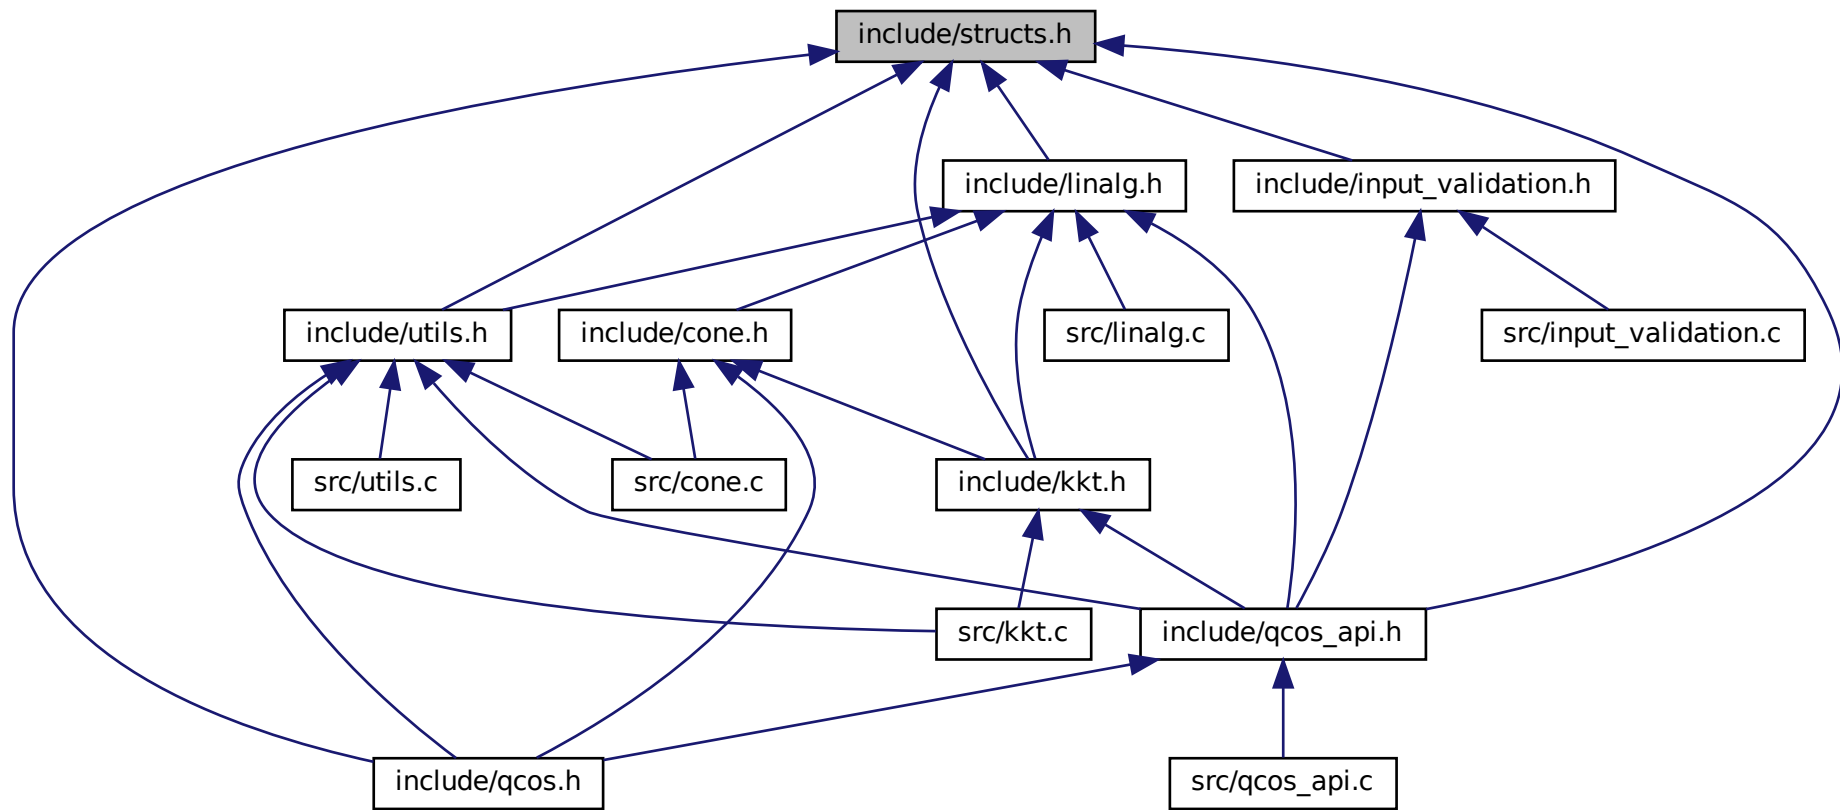 include/structs.h
include/linalg.h
include/input_validation.h
include/utils.h
include/cone.h
src/linalg.c
src/input_validation.c
src/utils.c
src/cone.c
include/kkt.h
src/kkt.c
include/qcos_api.h
include/qcos.h
src/qcos_api.c